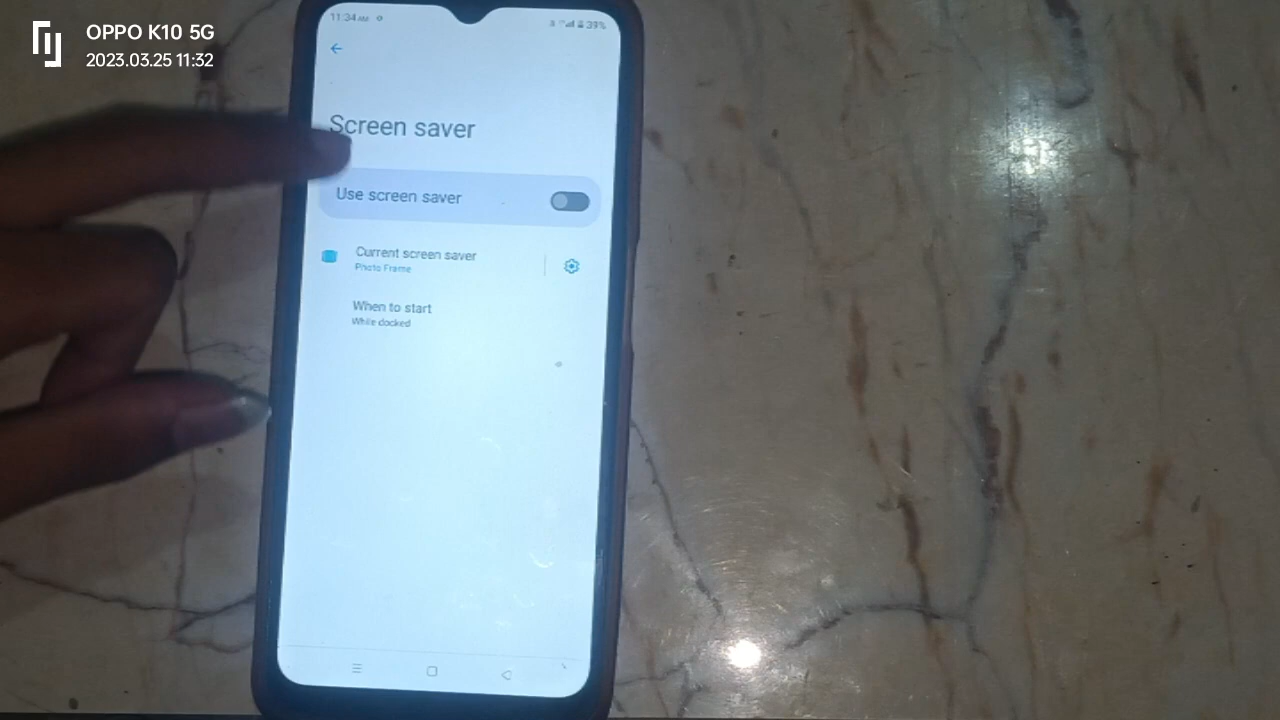 OPPO K10 5G
2023.03.25 11:32
11:34 AM
39%
Screen saver
Use screen saver
Current screen saver
Photo Frame
When to start
While docked